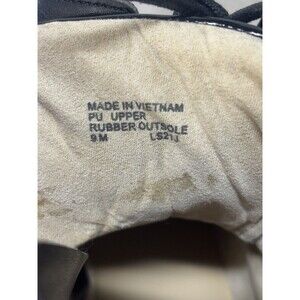 MADE IN VIETNAM
PU UPPER
RUBBER OUTSOLE
9 M LS21J